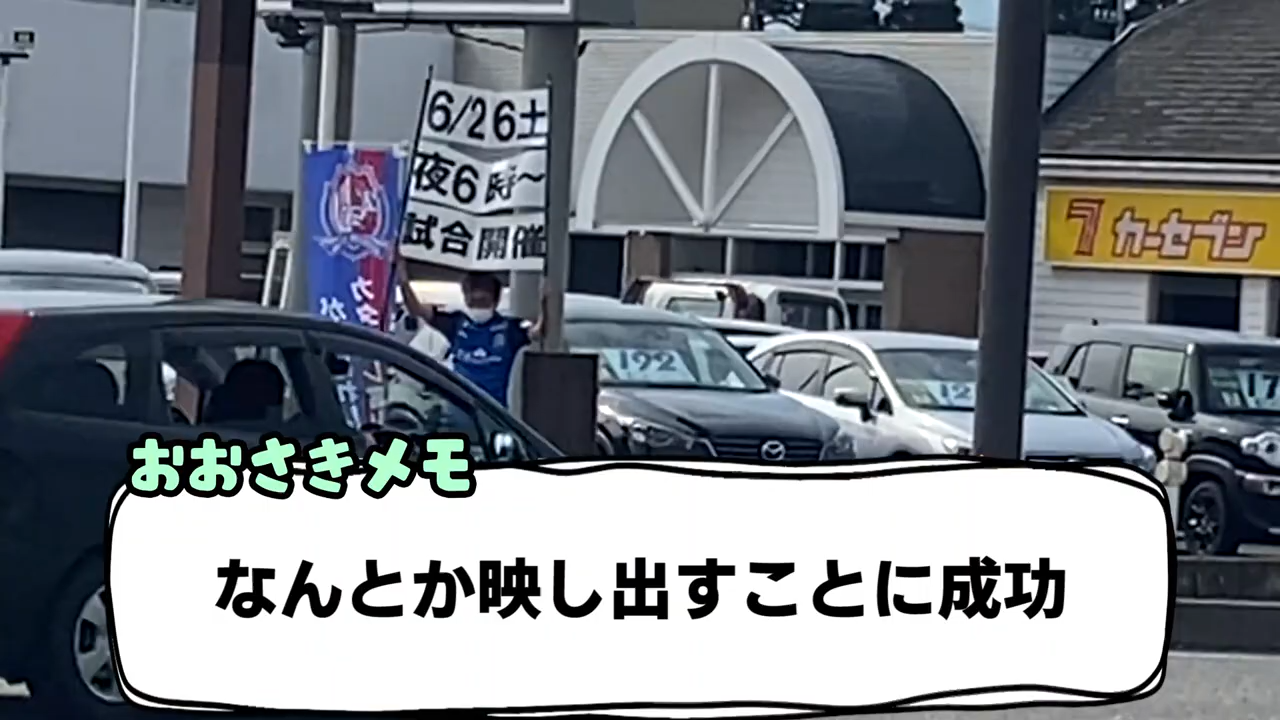 6/26土
夜6時〜
試合開催
カーセブン
192
おおさきメモ
なんとか映し出すことに成功